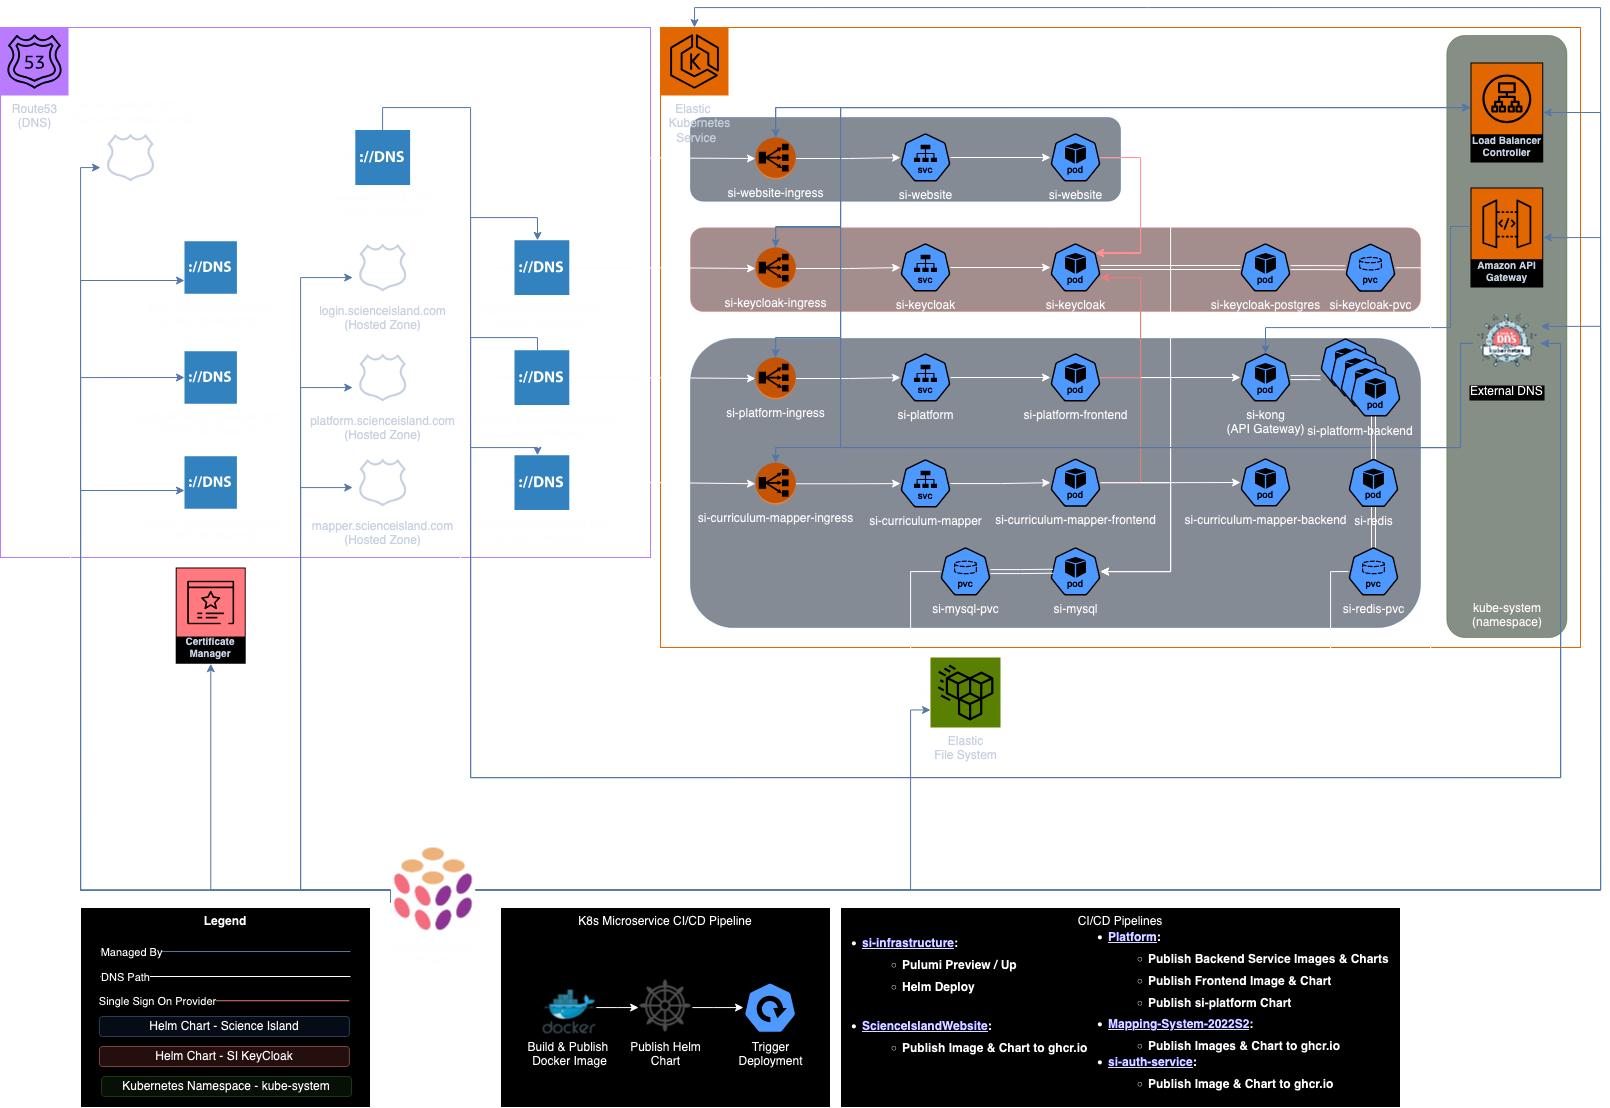 53
Route53
(DNS)
://DNS
://DNS
://DNS
login.scienceisland.com
(Hosted Zone)
://DNS
://DNS
platform.scienceisland.com
(Hosted Zone)
://DNS
://DNS
mapper.scienceisland.com
(Hosted Zone)
Certificate
Manager
K
Elastic
Kubernetes
Service
si-website-ingress
svc
si-website
pod
si-website
si-keycloak-ingress
svc
si-keycloak
pod
si-keycloak
pod
si-keycloak-postgres
pvc
si-keycloak-pvc
si-platform-ingress
svc
si-platform
pod
si-platform-frontend
pod
si-kong
(API Gateway)
pod
si-platform-backend
si-curriculum-mapper-ingress
svc
si-curriculum-mapper
pod
si-curriculum-mapper-frontend
pod
si-curriculum-mapper-backend
pod
si-redis
pvc
si-mysql-pvc
pod
si-mysql
pvc
si-redis-pvc
Load Balancer
Controller
</>
Amazon API
Gateway
DNS
kubernetes
External DNS
kube-system
(namespace)
Elastic
File System
Legend
Managed By
DNS Path
Single Sign On Provider
Helm Chart - Science Island
Helm Chart - SI KeyCloak
Kubernetes Namespace - kube-system
K8s Microservice CI/CD Pipeline
docker
Build & Publish
Docker Image
Publish Helm
Chart
Trigger
Deployment
CI/CD Pipelines
si-infrastructure:
Pulumi Preview / Up
Helm Deploy
ScienceIslandWebsite:
Publish Image & Chart to ghcr.io
Platform:
Publish Backend Service Images & Charts
Publish Frontend Image & Chart
Publish si-platform Chart
Mapping-System-2022S2:
Publish Images & Chart to ghcr.io
si-auth-service:
Publish Image & Chart to ghcr.io